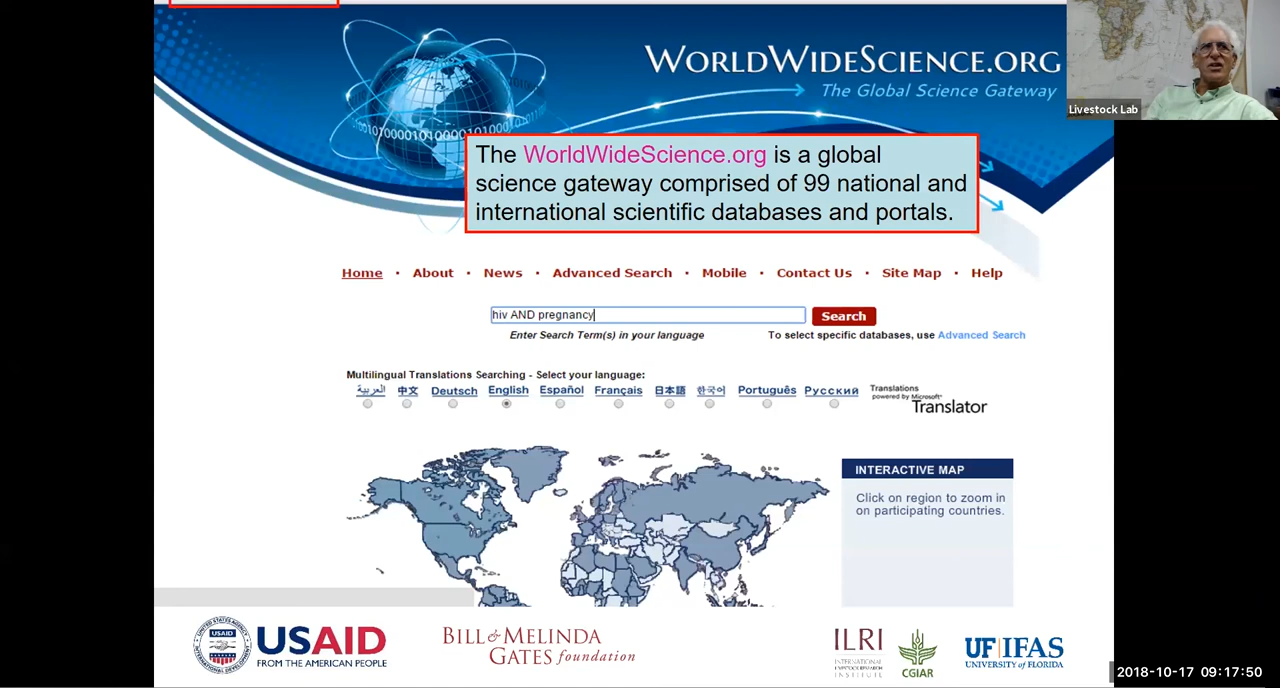 WORLDWIDESCIENCE.ORG
The Global Science Gateway
Livestock Lab
The WorldWideScience.org is a global
science gateway comprised of 99 national and
international scientific databases and portals.
Home · About · News · Advanced Search · Mobile · Contact Us · Site Map · Help
hiv AND pregnancy
Search
Enter Search Term(s) in your language
To select specific databases, use Advanced Search
Multilingual Translations Searching - Select your language:
العربية 中文 Deutsch English Español Français 日本語 한국어 Português Русский
Translations
powered by Microsoft®
Translator
INTERACTIVE MAP
Click on region to zoom in
on participating countries.
USAID
USAID
FROM THE AMERICAN PEOPLE
BILL & MELINDA
GATES foundation
ILRI
INTERNATIONAL
LIVESTOCK RESEARCH
INSTITUTE
CGIAR
UF IFAS
UNIVERSITY of FLORIDA
2018-10-17 09:17:50